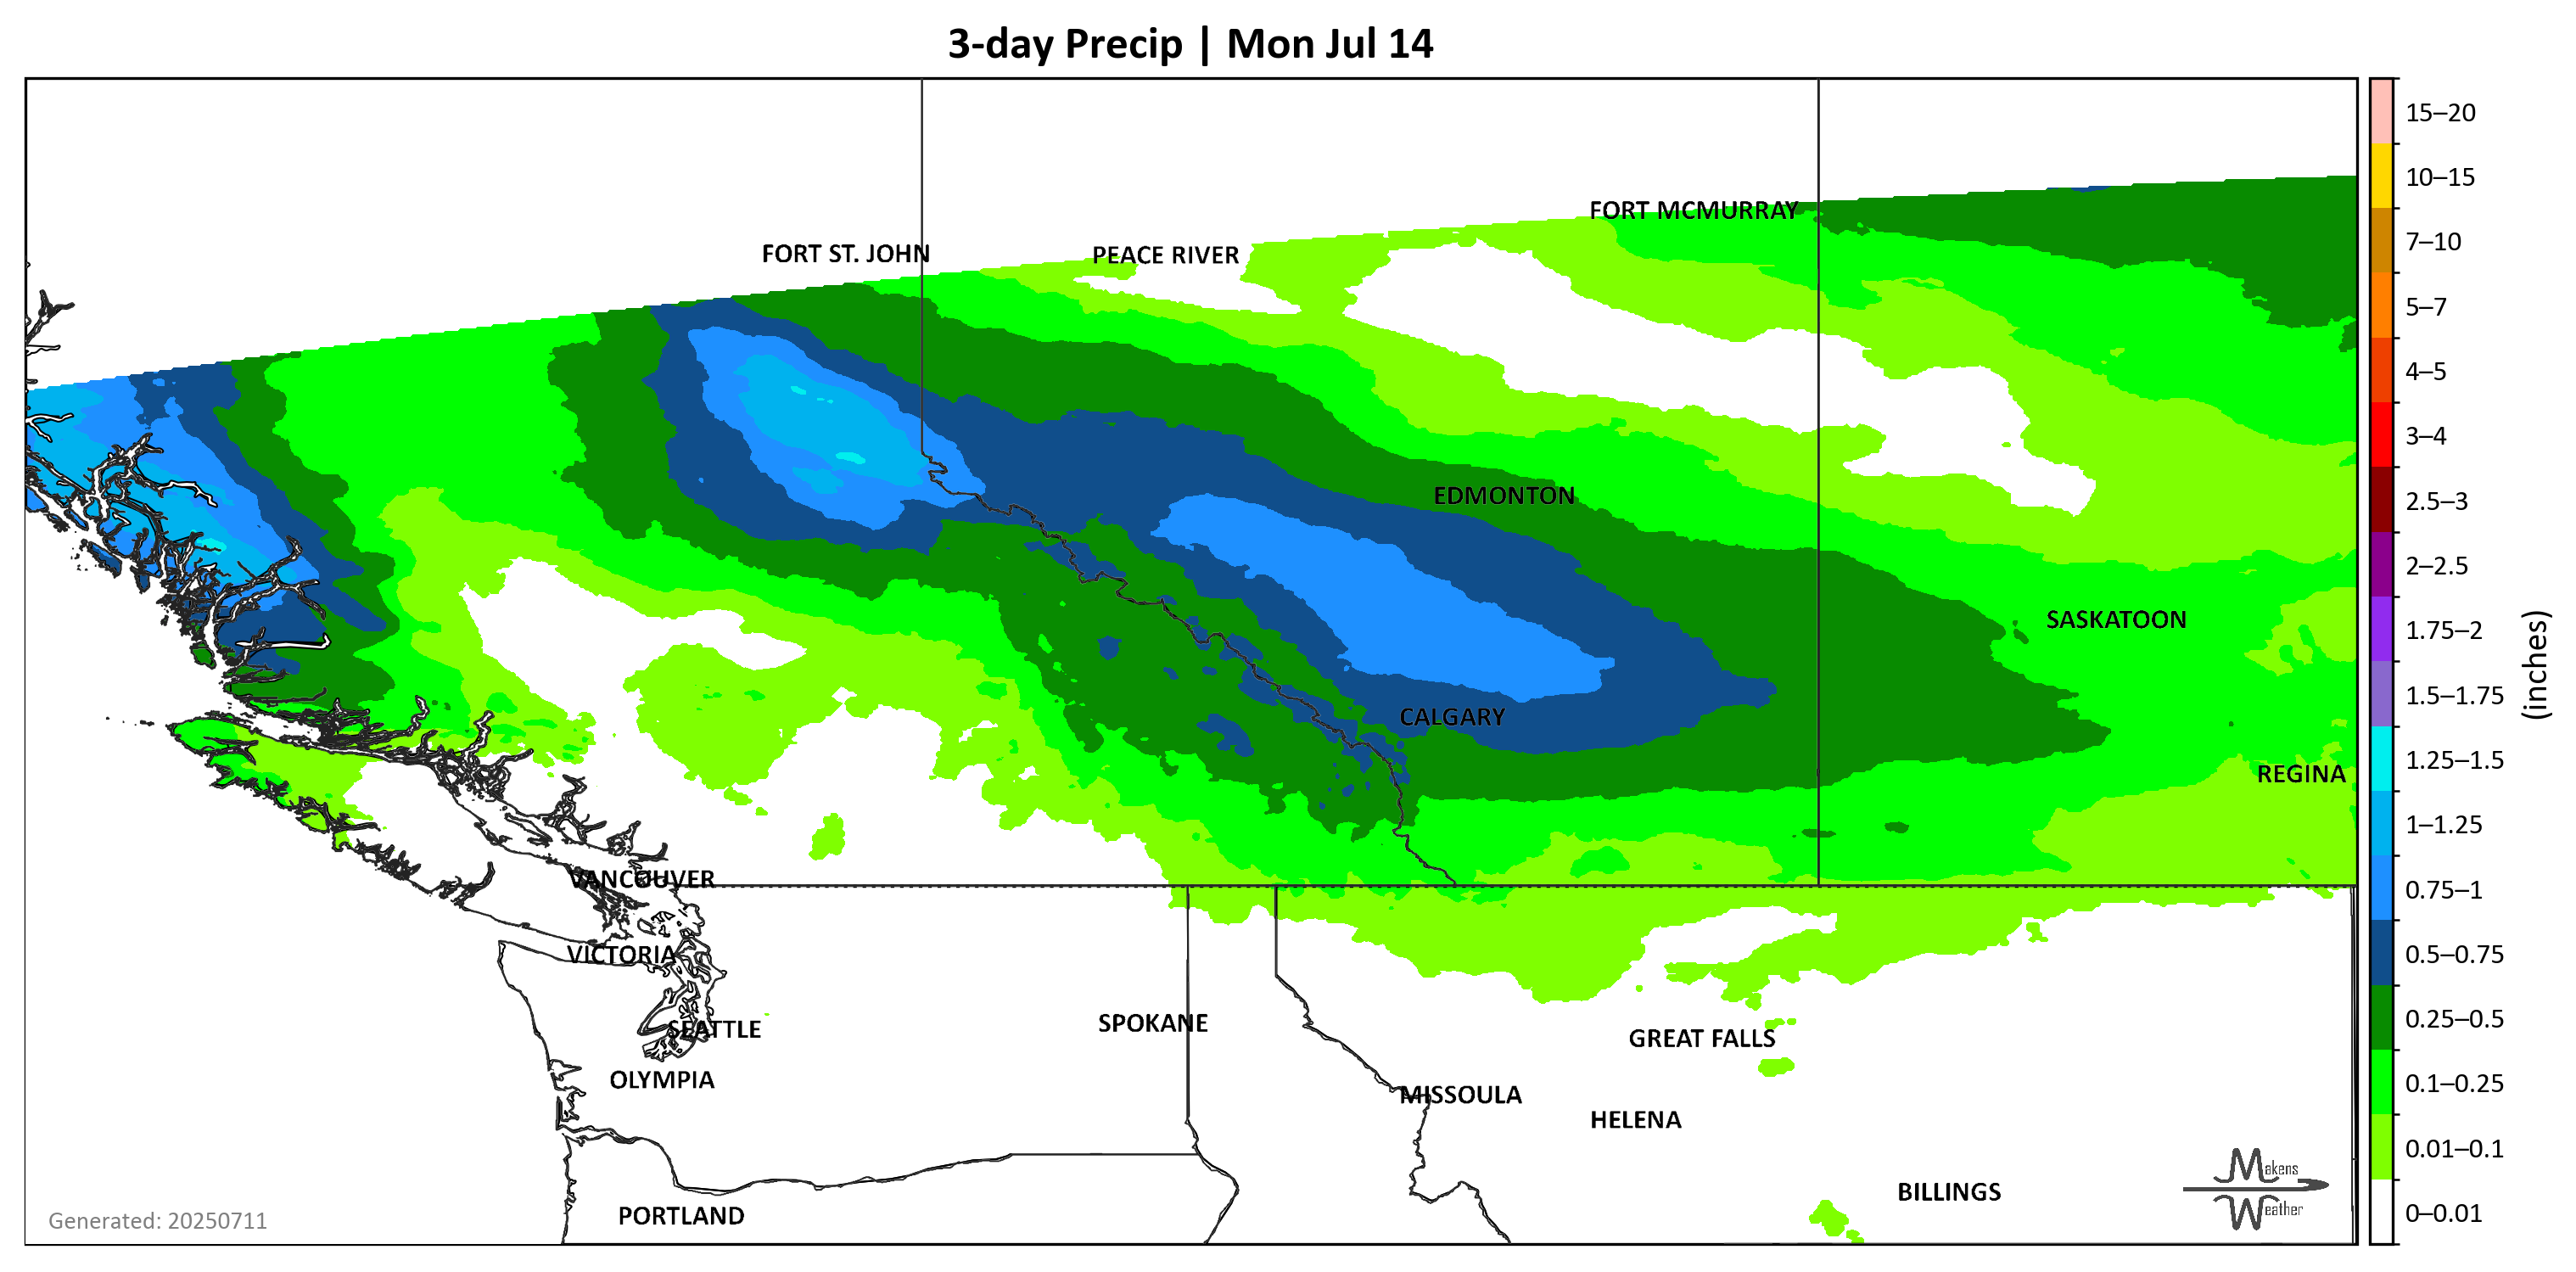 3-day Precip | Mon Jul 14
FORT MCMURRAY
FORT ST. JOHN
PEACE RIVER
EDMONTON
SASKATOON
CALGARY
REGINA
VANCOUVER
VICTORIA
SEATTLE
SPOKANE
GREAT FALLS
OLYMPIA
MISSOULA
HELENA
BILLINGS
PORTLAND
Generated: 20250711
Makens
Weather
15–20
10–15
7–10
5–7
4–5
3–4
2.5–3
2–2.5
1.75–2
1.5–1.75
1.25–1.5
1–1.25
0.75–1
0.5–0.75
0.25–0.5
0.1–0.25
0.01–0.1
0–0.01
(inches)